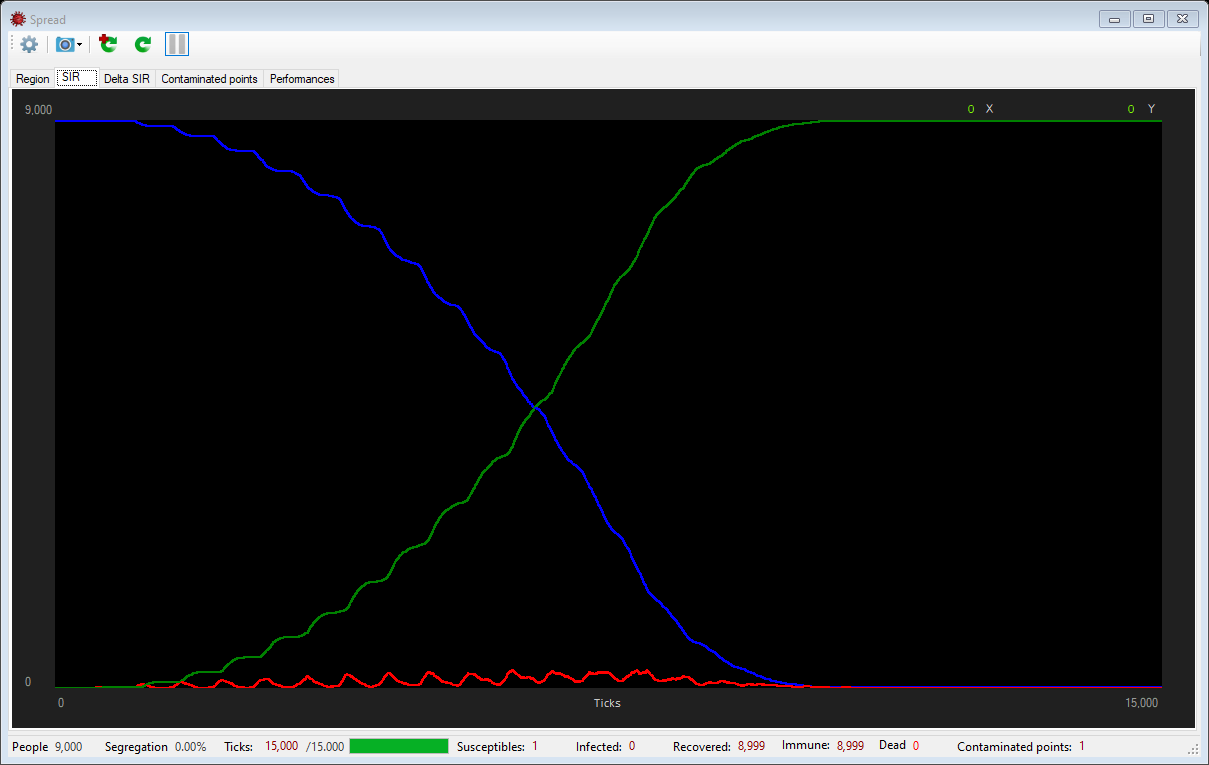 Spread
Region SIR Delta SIR Contaminated points Performances
9,000 0 X 0 Y
0
0 Ticks 15,000
People 9,000 Segregation 0.00% Ticks: 15,000 /15.000 Susceptibles: 1 Infected: 0 Recovered: 8,999 Immune: 8,999 Dead 0 Contaminated points: 1